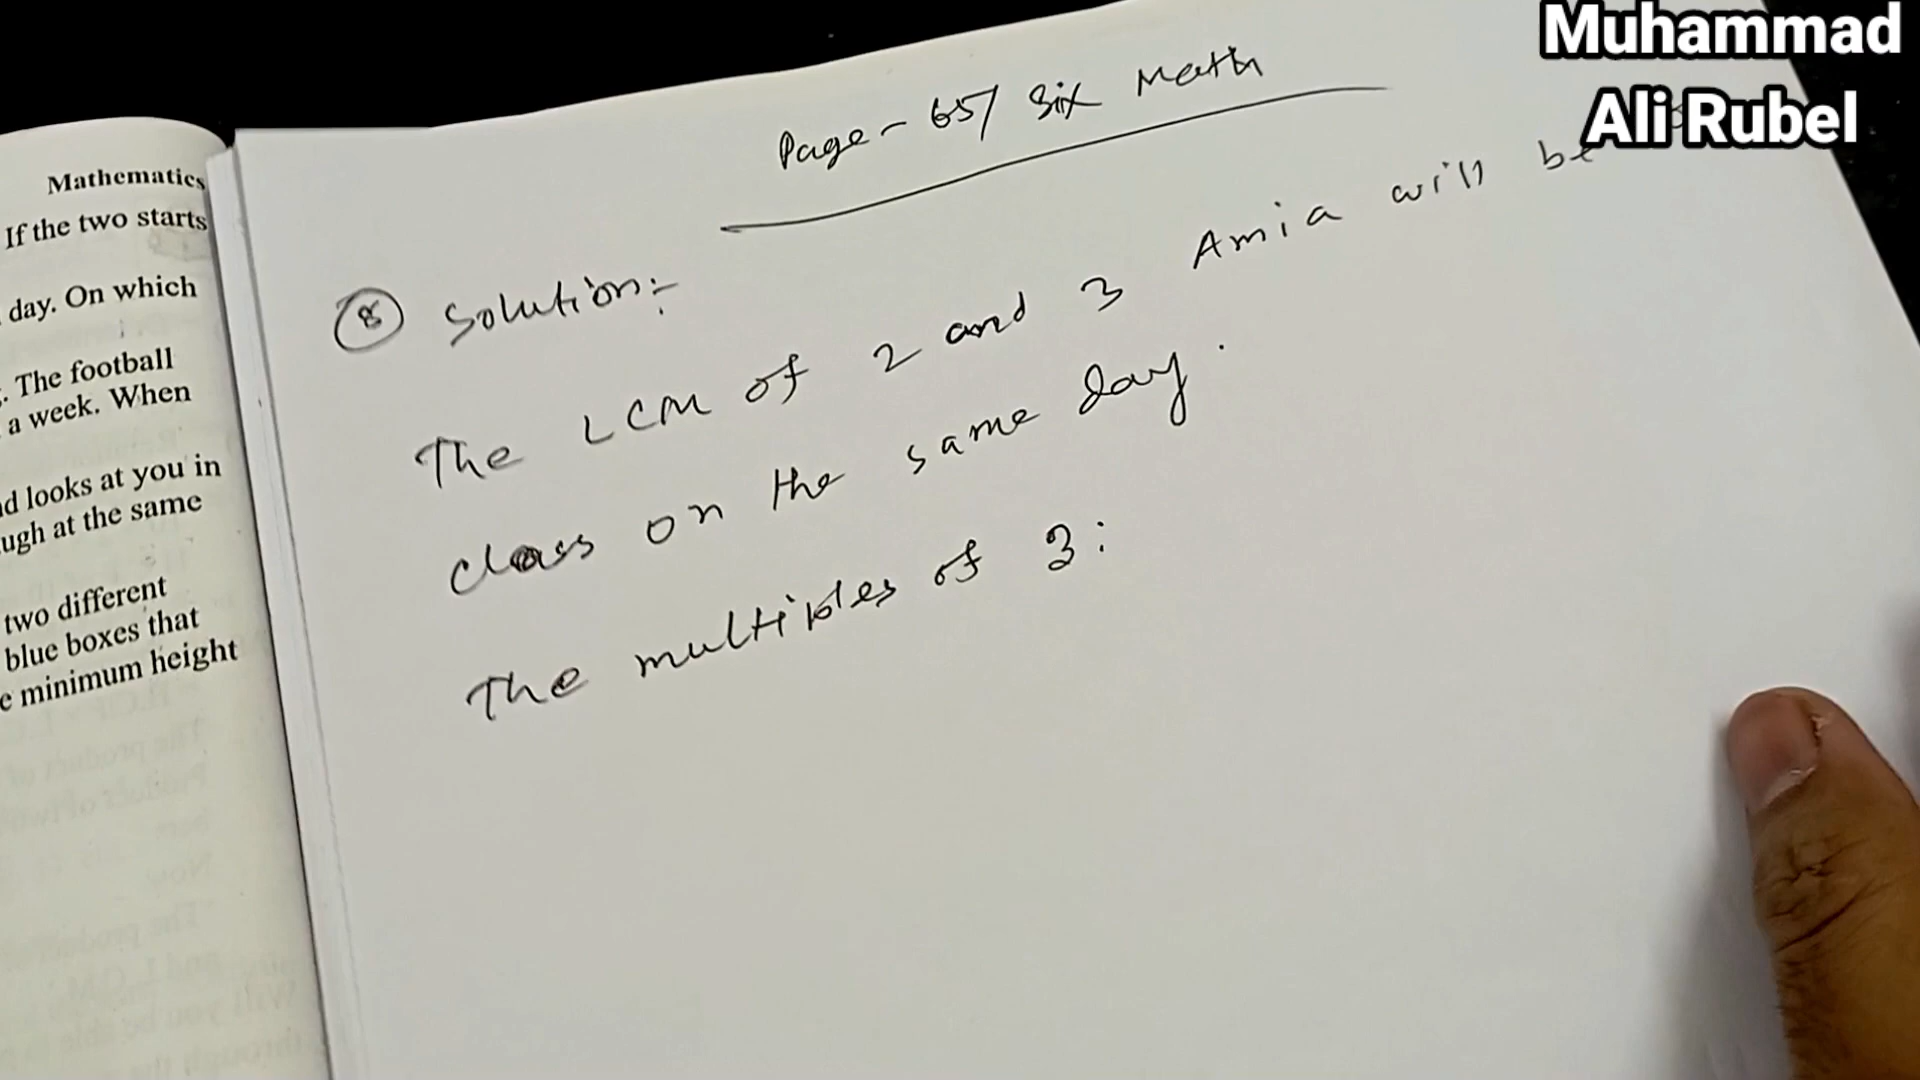 Muhammad
Ali Rubel
Mathematics
If the two starts
day. On which
. The football
a week. When
looks at you in
ugh at the same
two different
blue boxes that
minimum height
Page - 65/ Six Math
⑧ Solution:-
The LCM of 2 and 3 Amia will be
class on the same day.
The multiples of 3: